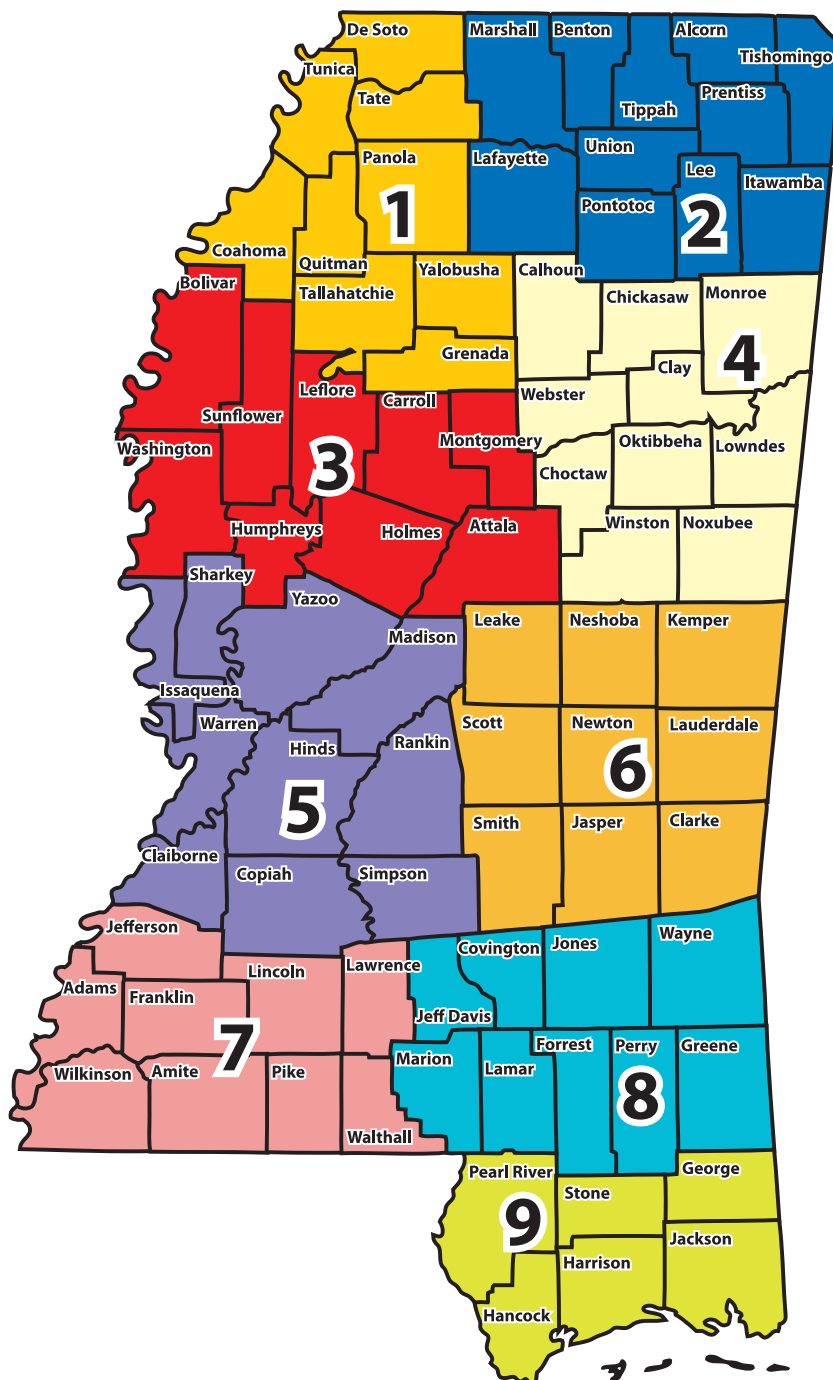 De Soto
Marshall
Benton
Alcorn
Tishomingo
Tunica
Tate
Tippah
Prentiss
Panola
Lafayette
Union
Lee
Itawamba
1
Pontotoc
2
Coahoma
Quitman
Bolivar
Tallahatchie
Yalobusha
Calhoun
Chickasaw
Monroe
Grenada
Clay
4
Leflore
Carroll
Webster
Sunflower
Washington
Montgomery
Oktibbeha
Lowndes
3
Choctaw
Humphreys
Holmes
Attala
Winston
Noxubee
Sharkey
Yazoo
Madison
Leake
Neshoba
Kemper
Issaquena
Warren
Hinds
Rankin
Scott
Newton
Lauderdale
6
5
Smith
Jasper
Clarke
Claiborne
Copiah
Simpson
Jefferson
Covington
Jones
Wayne
Adams
Franklin
Lincoln
Lawrence
Jeff Davis
7
Wilkinson
Amite
Pike
Marion
Lamar
Forrest
Perry
Greene
8
Walthall
Pearl River
Stone
George
9
Harrison
Jackson
Hancock